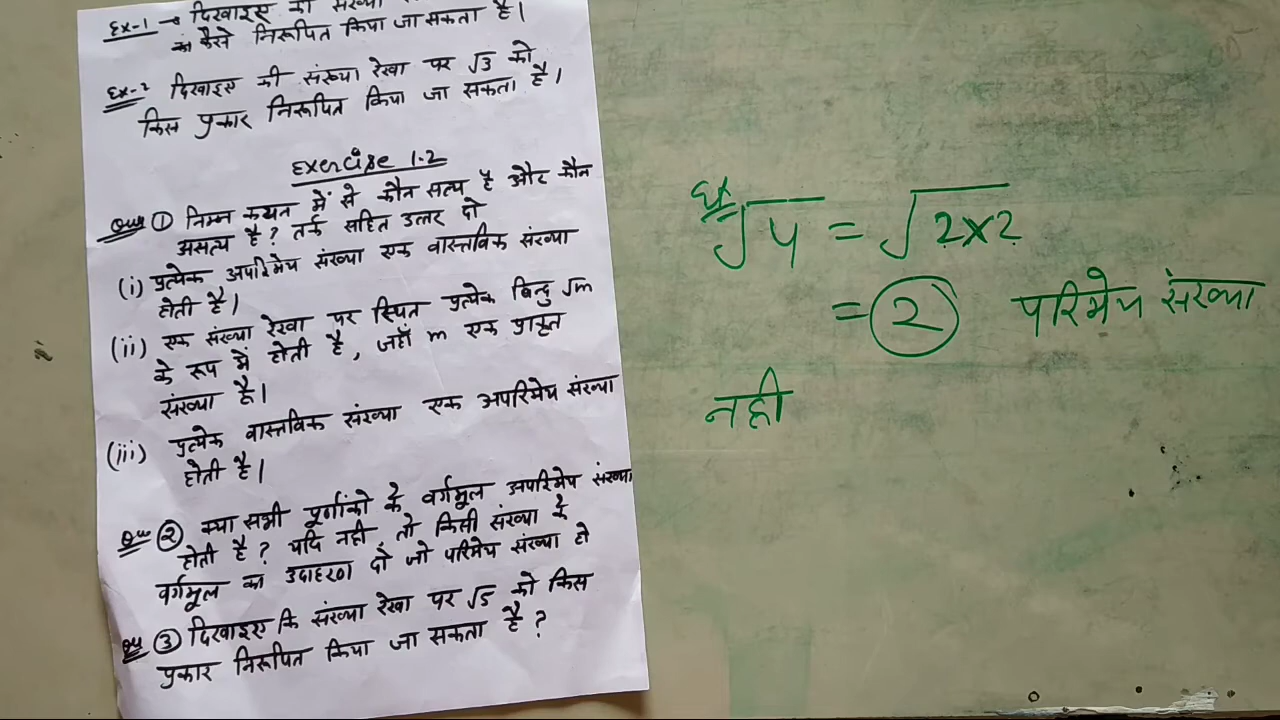 Ex-1 → दिखाइए की संख्या
को कैसे निरूपित किया जा सकता है।
Ex-2 दिखाइए की संख्या रेखा पर √3 को
किस प्रकार निरूपित किया जा सकता है।
Exercise 1.2
Que ① निम्न कथन में से कौन सत्य है और कौन
असत्य है? तर्क सहित उत्तर दो
(i) प्रत्येक अपरिमेय संख्या एक वास्तविक संख्या
होती है।
(ii) एक संख्या रेखा पर स्थित प्रत्येक बिन्दु √m
के रूप में होती है, जहाँ m एक प्राकृत
संख्या है।
(iii) प्रत्येक वास्तविक संख्या एक अपरिमेय संख्या
होती है।
Que ② क्या सभी पूर्णांको के वर्गमूल अपरिमेय संख्या
होती है? यदि नही, तो किसी संख्या के
वर्गमूल का उदाहरण दो जो परिमेय संख्या हो
Qu ③ दिखाइए कि संख्या रेखा पर √5 को किस
प्रकार निरूपित किया जा सकता है?
Ex √4 = √2×2
= 2 परिमेय संख्या
नही